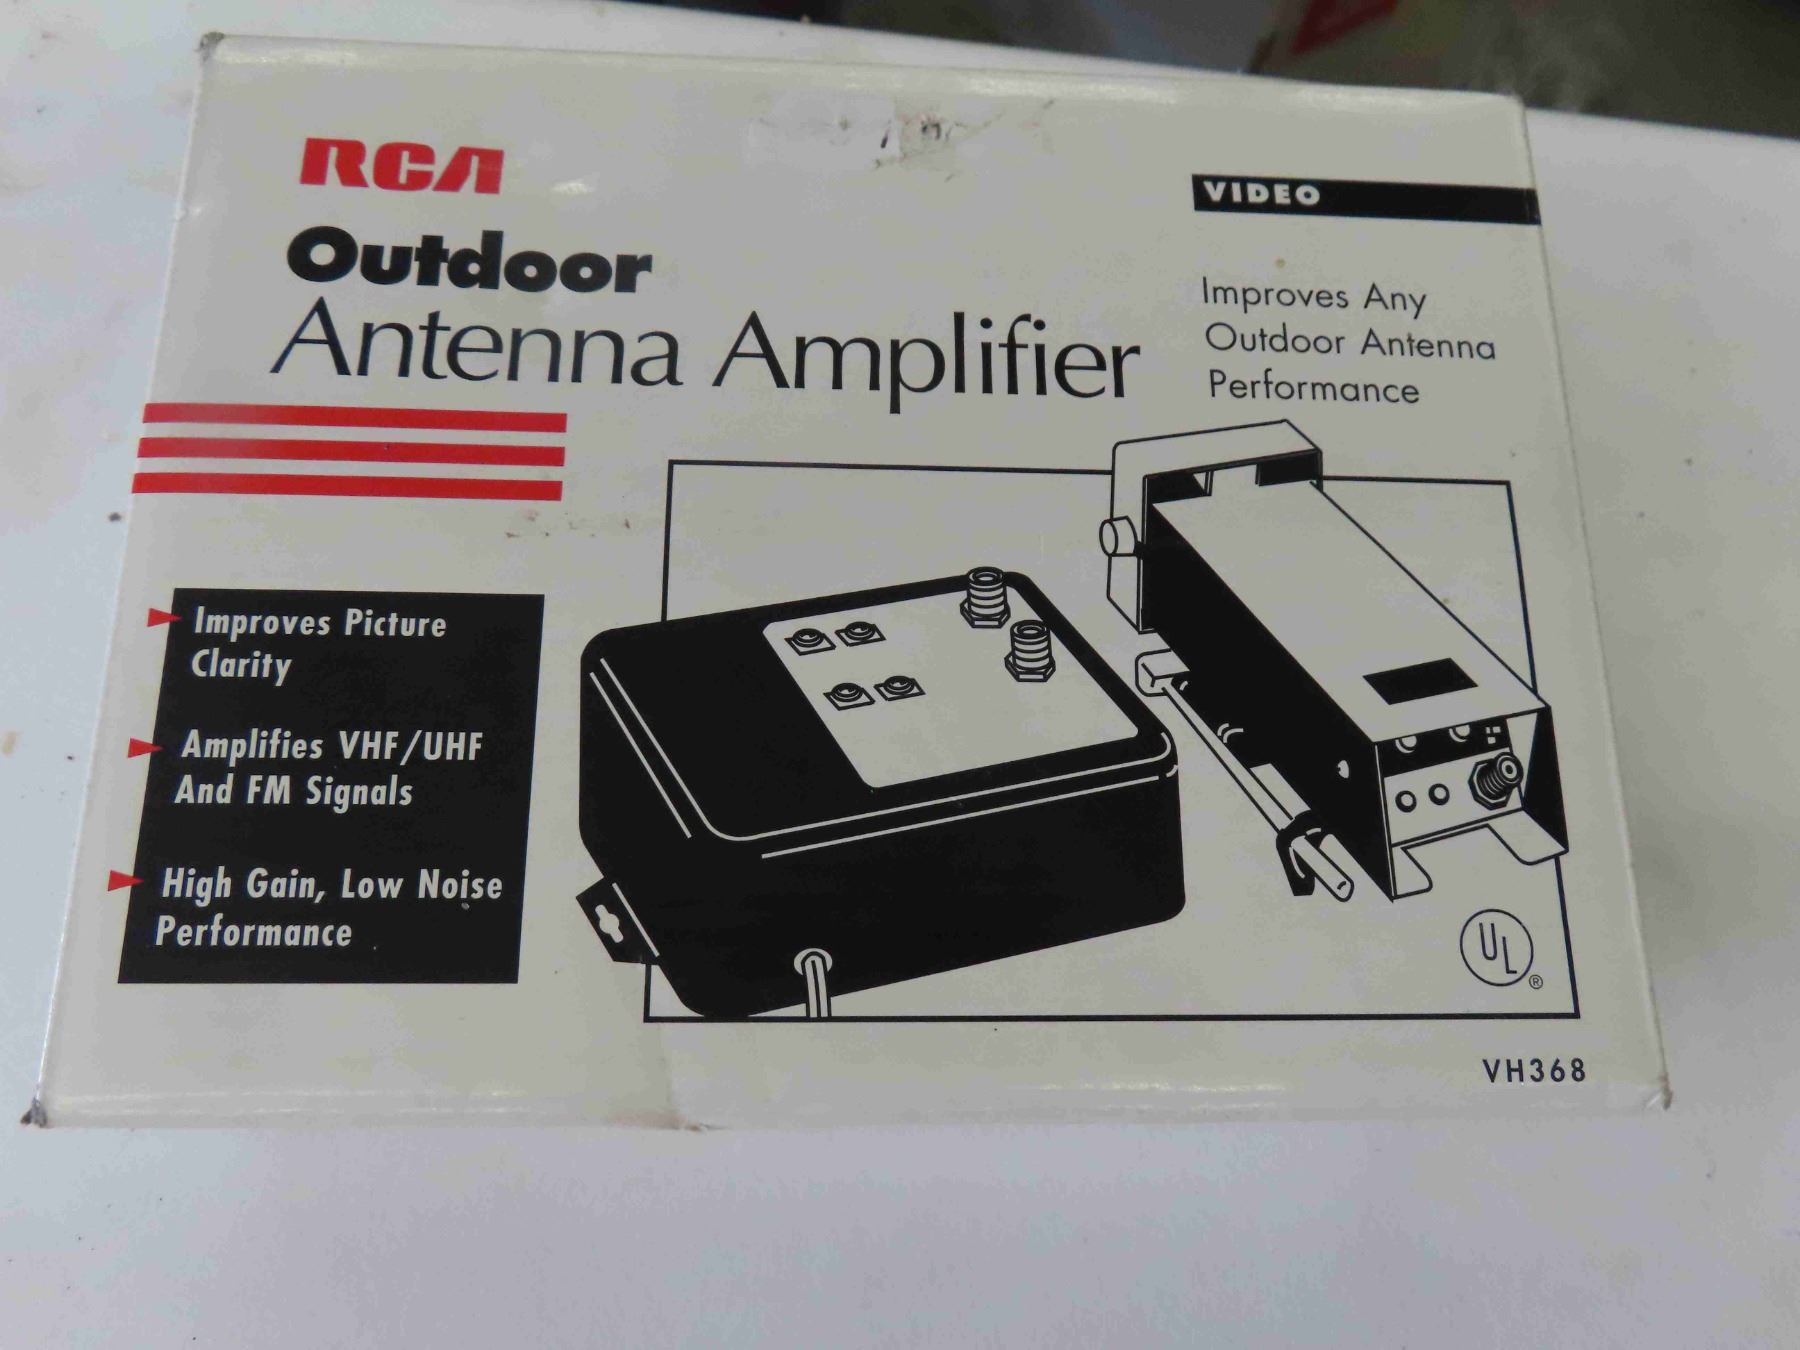 RCA
Outdoor
Antenna Amplifier
VIDEO
Improves Any
Outdoor Antenna
Performance
Improves Picture
Clarity
Amplifies VHF/UHF
And FM Signals
High Gain, Low Noise
Performance
UL®
VH368